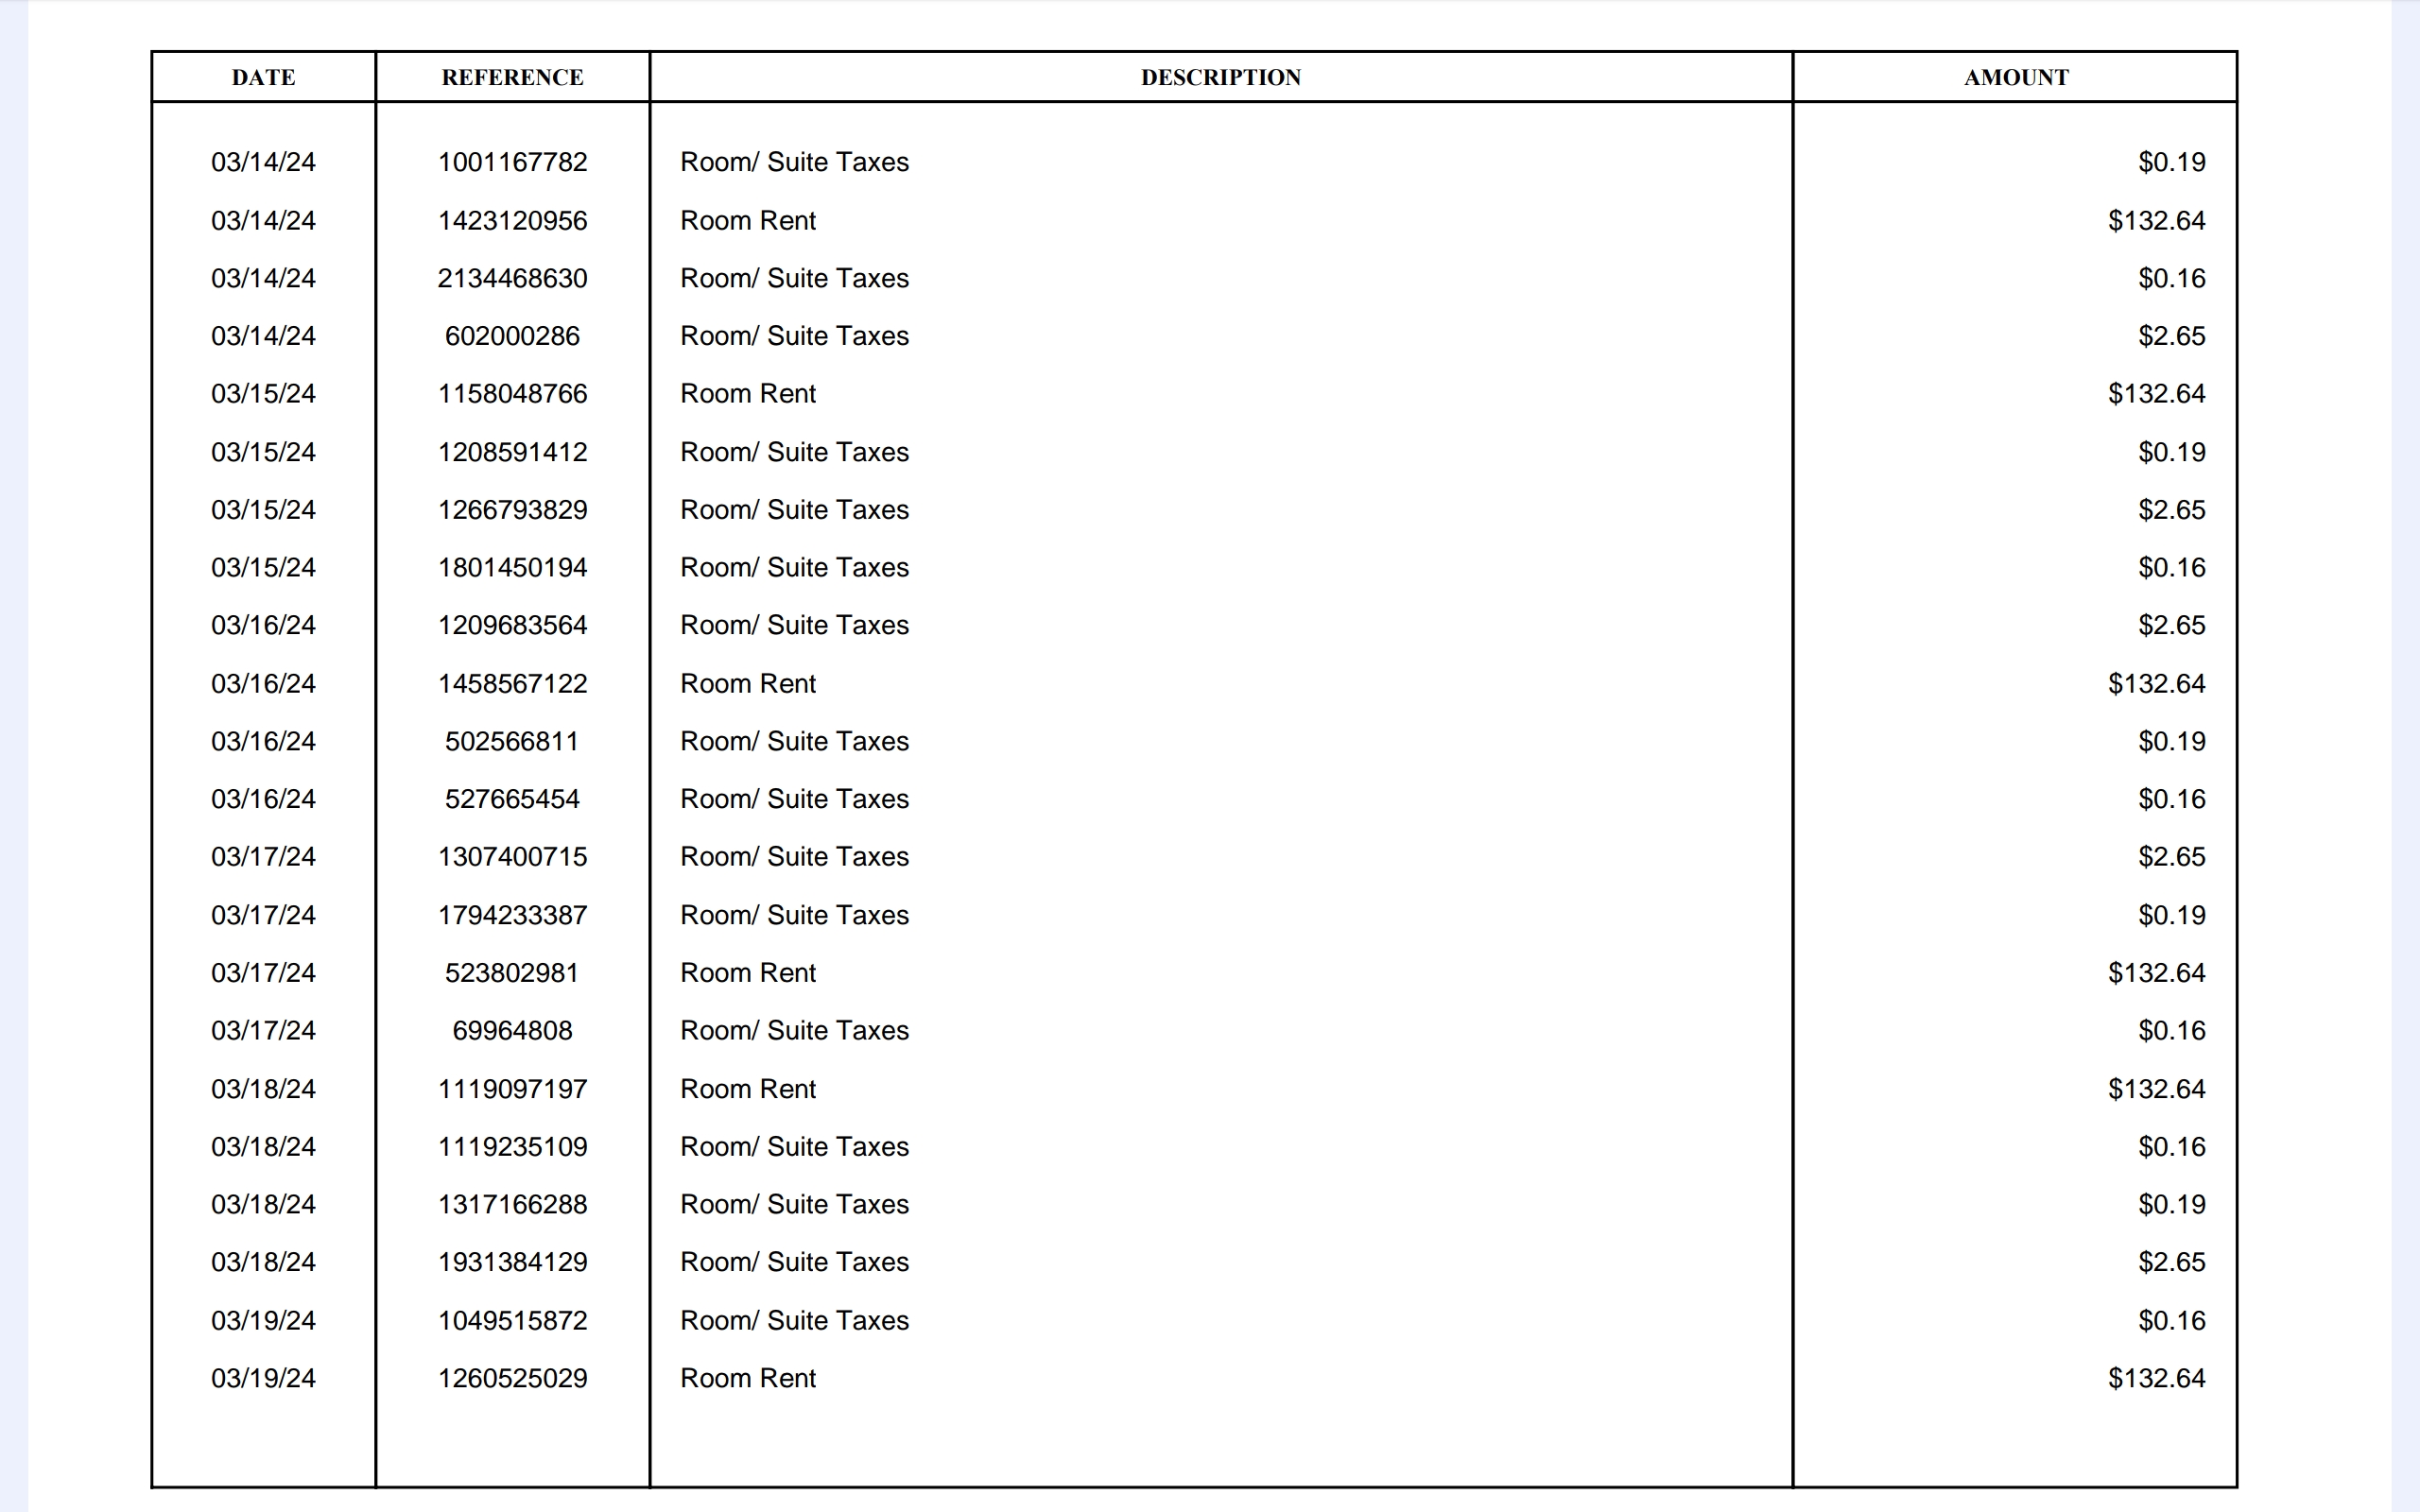 DATE REFERENCE DESCRIPTION AMOUNT
03/14/24 1001167782 Room/ Suite Taxes $0.19
03/14/24 1423120956 Room Rent $132.64
03/14/24 2134468630 Room/ Suite Taxes $0.16
03/14/24 602000286 Room/ Suite Taxes $2.65
03/15/24 1158048766 Room Rent $132.64
03/15/24 1208591412 Room/ Suite Taxes $0.19
03/15/24 1266793829 Room/ Suite Taxes $2.65
03/15/24 1801450194 Room/ Suite Taxes $0.16
03/16/24 1209683564 Room/ Suite Taxes $2.65
03/16/24 1458567122 Room Rent $132.64
03/16/24 502566811 Room/ Suite Taxes $0.19
03/16/24 527665454 Room/ Suite Taxes $0.16
03/17/24 1307400715 Room/ Suite Taxes $2.65
03/17/24 1794233387 Room/ Suite Taxes $0.19
03/17/24 523802981 Room Rent $132.64
03/17/24 69964808 Room/ Suite Taxes $0.16
03/18/24 1119097197 Room Rent $132.64
03/18/24 1119235109 Room/ Suite Taxes $0.16
03/18/24 1317166288 Room/ Suite Taxes $0.19
03/18/24 1931384129 Room/ Suite Taxes $2.65
03/19/24 1049515872 Room/ Suite Taxes $0.16
03/19/24 1260525029 Room Rent $132.64